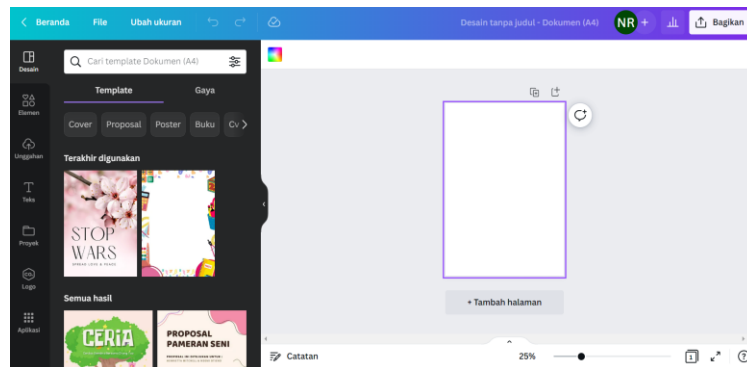 Beranda File Ubah ukuran Desain tanpa judul - Dokumen (A4) NR + Bagikan
Desain
Elemen
Unggahan
Teks
Proyek
Logo
Aplikasi
Cari template Dokumen (A4)
Template Gaya
Cover Proposal Poster Buku Cv
Terakhir digunakan
STOP
WARS
Semua hasil
CERIA
PROPOSAL
PAMERAN SENI
+ Tambah halaman
Catatan 25% 1